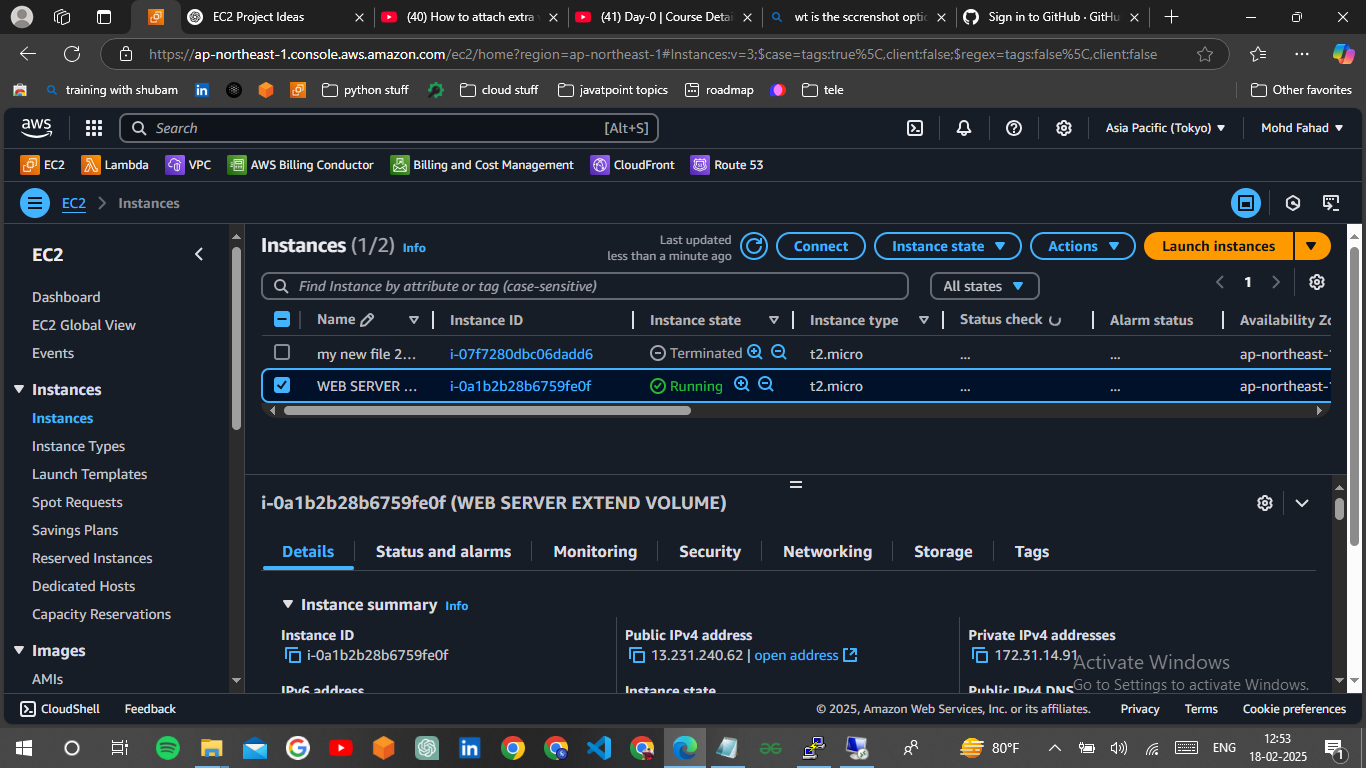 EC2 Project Ideas
(40) How to attach extra
(41) Day-0 | Course Detai
wt is the sccrenshot optio
Sign in to GitHub · GitHu
https://ap-northeast-1.console.aws.amazon.com/ec2/home?region=ap-northeast-1#Instances:v=3;$case=tags:true%5C,client:false;$regex=tags:false%5C,client:false
training with shubam
python stuff
cloud stuff
javatpoint topics
roadmap
tele
Other favorites
aws
Search
[Alt+S]
Asia Pacific (Tokyo)
Mohd Fahad
EC2
Lambda
VPC
AWS Billing Conductor
Billing and Cost Management
CloudFront
Route 53
EC2 > Instances
EC2
Dashboard
EC2 Global View
Events
Instances
Instances
Instance Types
Launch Templates
Spot Requests
Savings Plans
Reserved Instances
Dedicated Hosts
Capacity Reservations
Images
AMIs
Instances (1/2) Info
Last updated
less than a minute ago
Connect
Instance state
Actions
Launch instances
Find Instance by attribute or tag (case-sensitive)
All states
1
Name Instance ID Instance state Instance type Status check Alarm status Availability Zo
my new file 2... i-07f7280dbc06dadd6 Terminated t2.micro ... ... ap-northeast-1
WEB SERVER ... i-0a1b2b28b6759fe0f Running t2.micro ... ... ap-northeast-1
i-0a1b2b28b6759fe0f (WEB SERVER EXTEND VOLUME)
Details
Status and alarms
Monitoring
Security
Networking
Storage
Tags
Instance summary Info
Instance ID
i-0a1b2b28b6759fe0f
Public IPv4 address
13.231.240.62 | open address
Private IPv4 addresses
172.31.14.91
IPv6 address
Instance state
Public IPv4 DNS
Activate Windows
Go to Settings to activate Windows.
CloudShell
Feedback
© 2025, Amazon Web Services, Inc. or its affiliates.
Privacy
Terms
Cookie preferences
80°F
ENG
12:53
18-02-2025
1